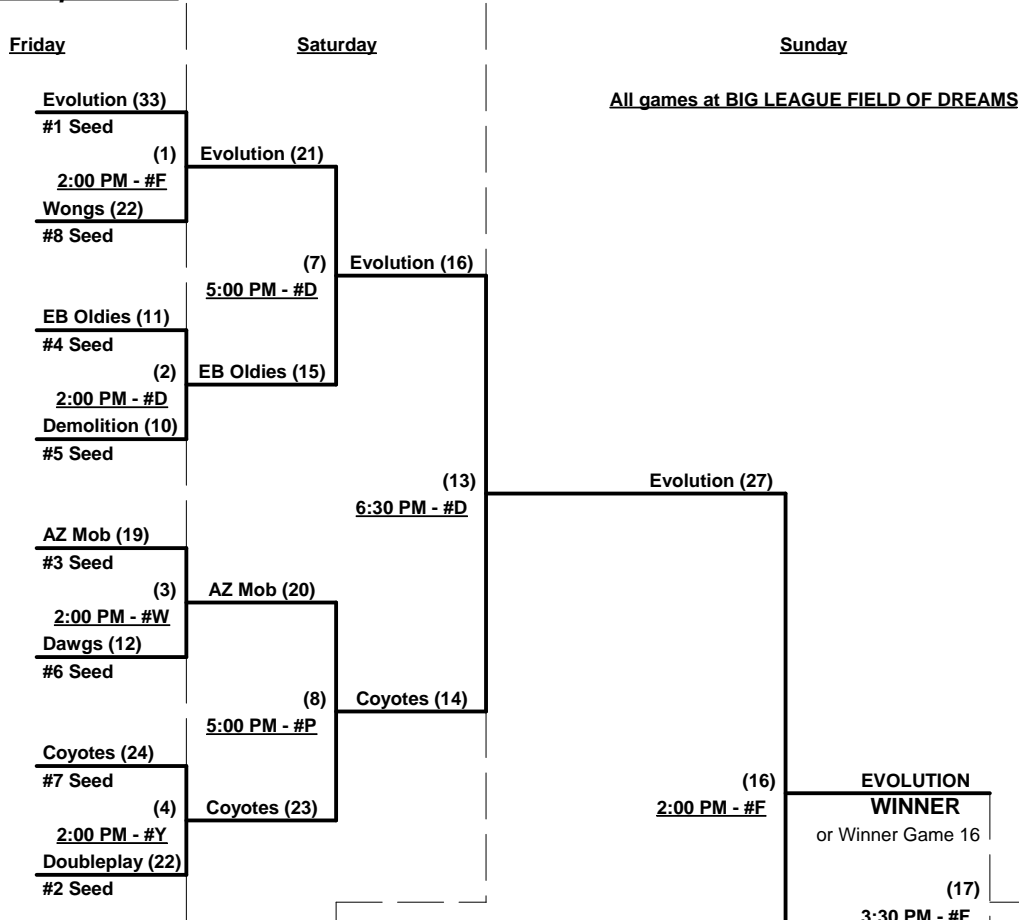 Friday
Saturday
Sunday
Evolution (33)
All games at BIG LEAGUE FIELD OF DREAMS
#1 Seed
(1)
Evolution (21)
2:00 PM - #F
Wongs (22)
#8 Seed
(7)
Evolution (16)
5:00 PM - #D
EB Oldies (11)
#4 Seed
(2)
EB Oldies (15)
2:00 PM - #D
Demolition (10)
#5 Seed
(13)
Evolution (27)
6:30 PM - #D
AZ Mob (19)
#3 Seed
(3)
AZ Mob (20)
2:00 PM - #W
Dawgs (12)
#6 Seed
(8)
Coyotes (14)
5:00 PM - #P
Coyotes (24)
#7 Seed
(16)
EVOLUTION
(4)
Coyotes (23)
2:00 PM - #F
WINNER
2:00 PM - #Y
or Winner Game 16
Doubleplay (22)
#2 Seed
(17)
3:30 PM - #F